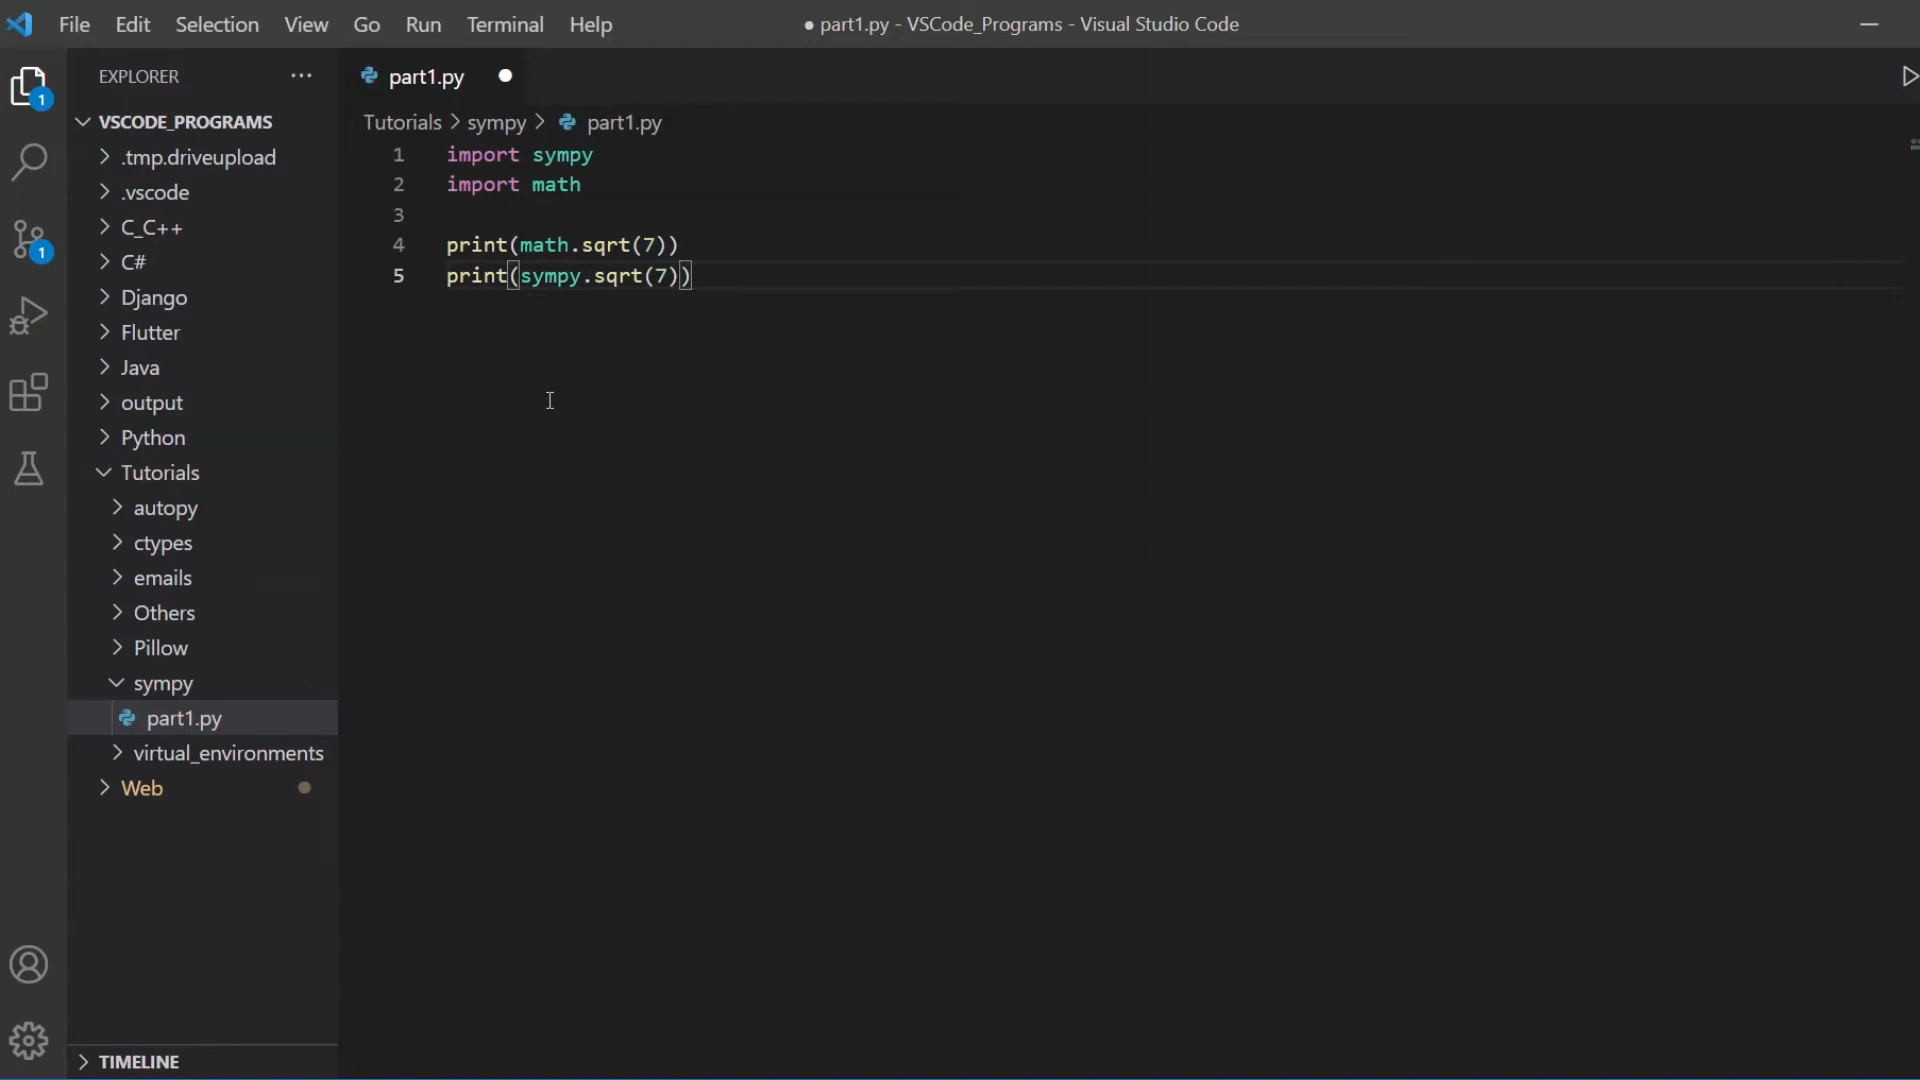 File Edit Selection View Go Run Terminal Help ● part1.py - VSCode_Programs - Visual Studio Code
EXPLORER ···
part1.py
VSCODE_PROGRAMS
.tmp.driveupload
.vscode
C_C++
C#
Django
Flutter
Java
output
Python
Tutorials
autopy
ctypes
emails
Others
Pillow
sympy
part1.py
virtual_environments
Web
TIMELINE
1
1
Tutorials > sympy > part1.py
1 import sympy
2 import math
3
4 print(math.sqrt(7))
5 print(sympy.sqrt(7))